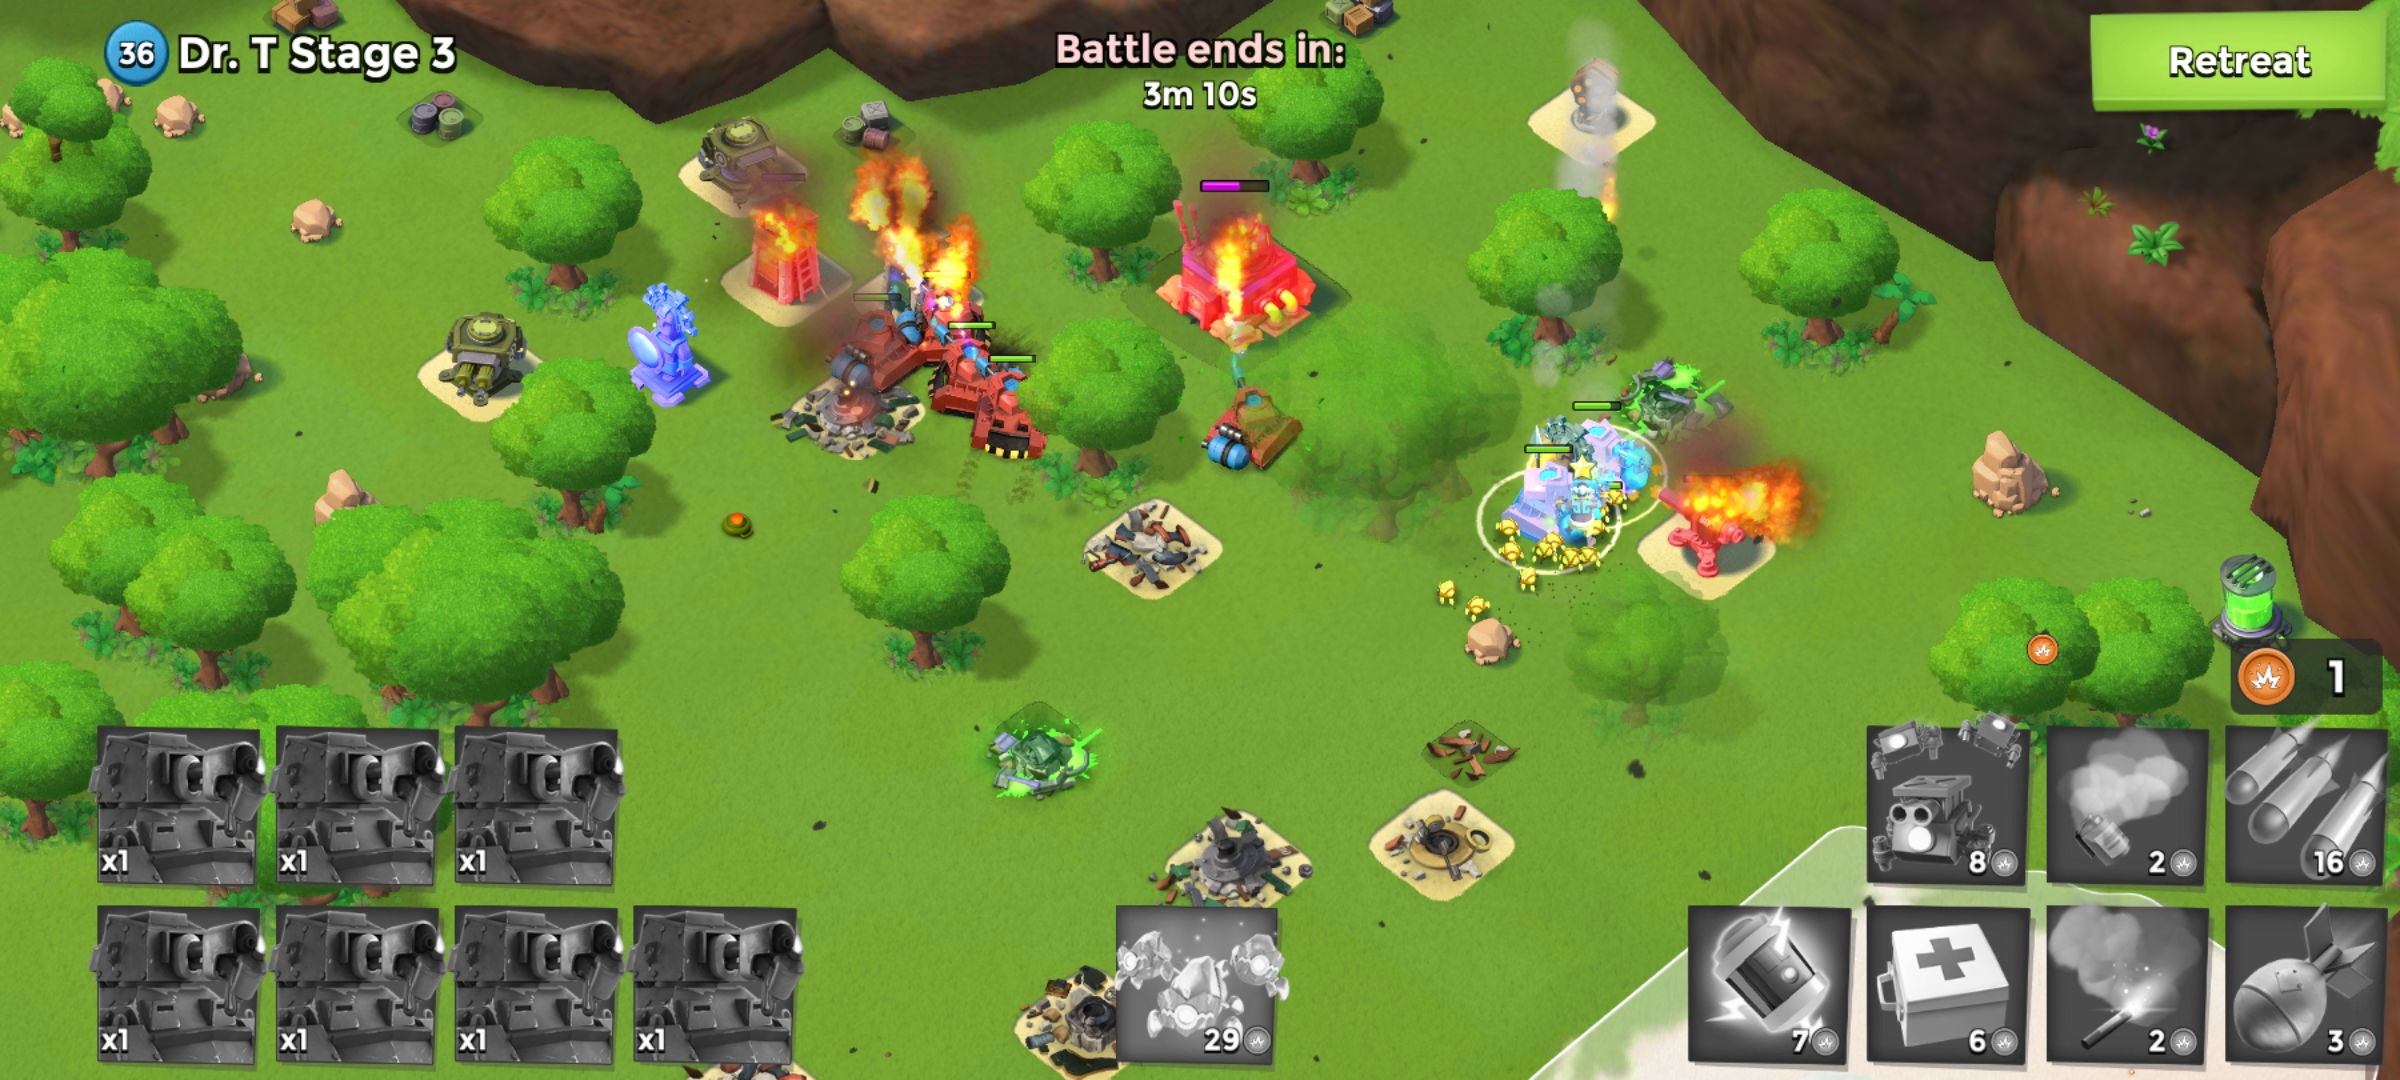 36 Dr. T Stage 3
Battle ends in:
3m 10s
Retreat
1
8
2
16
x1
x1
x1
x1
x1
x1
x1
29
7
6
2
3